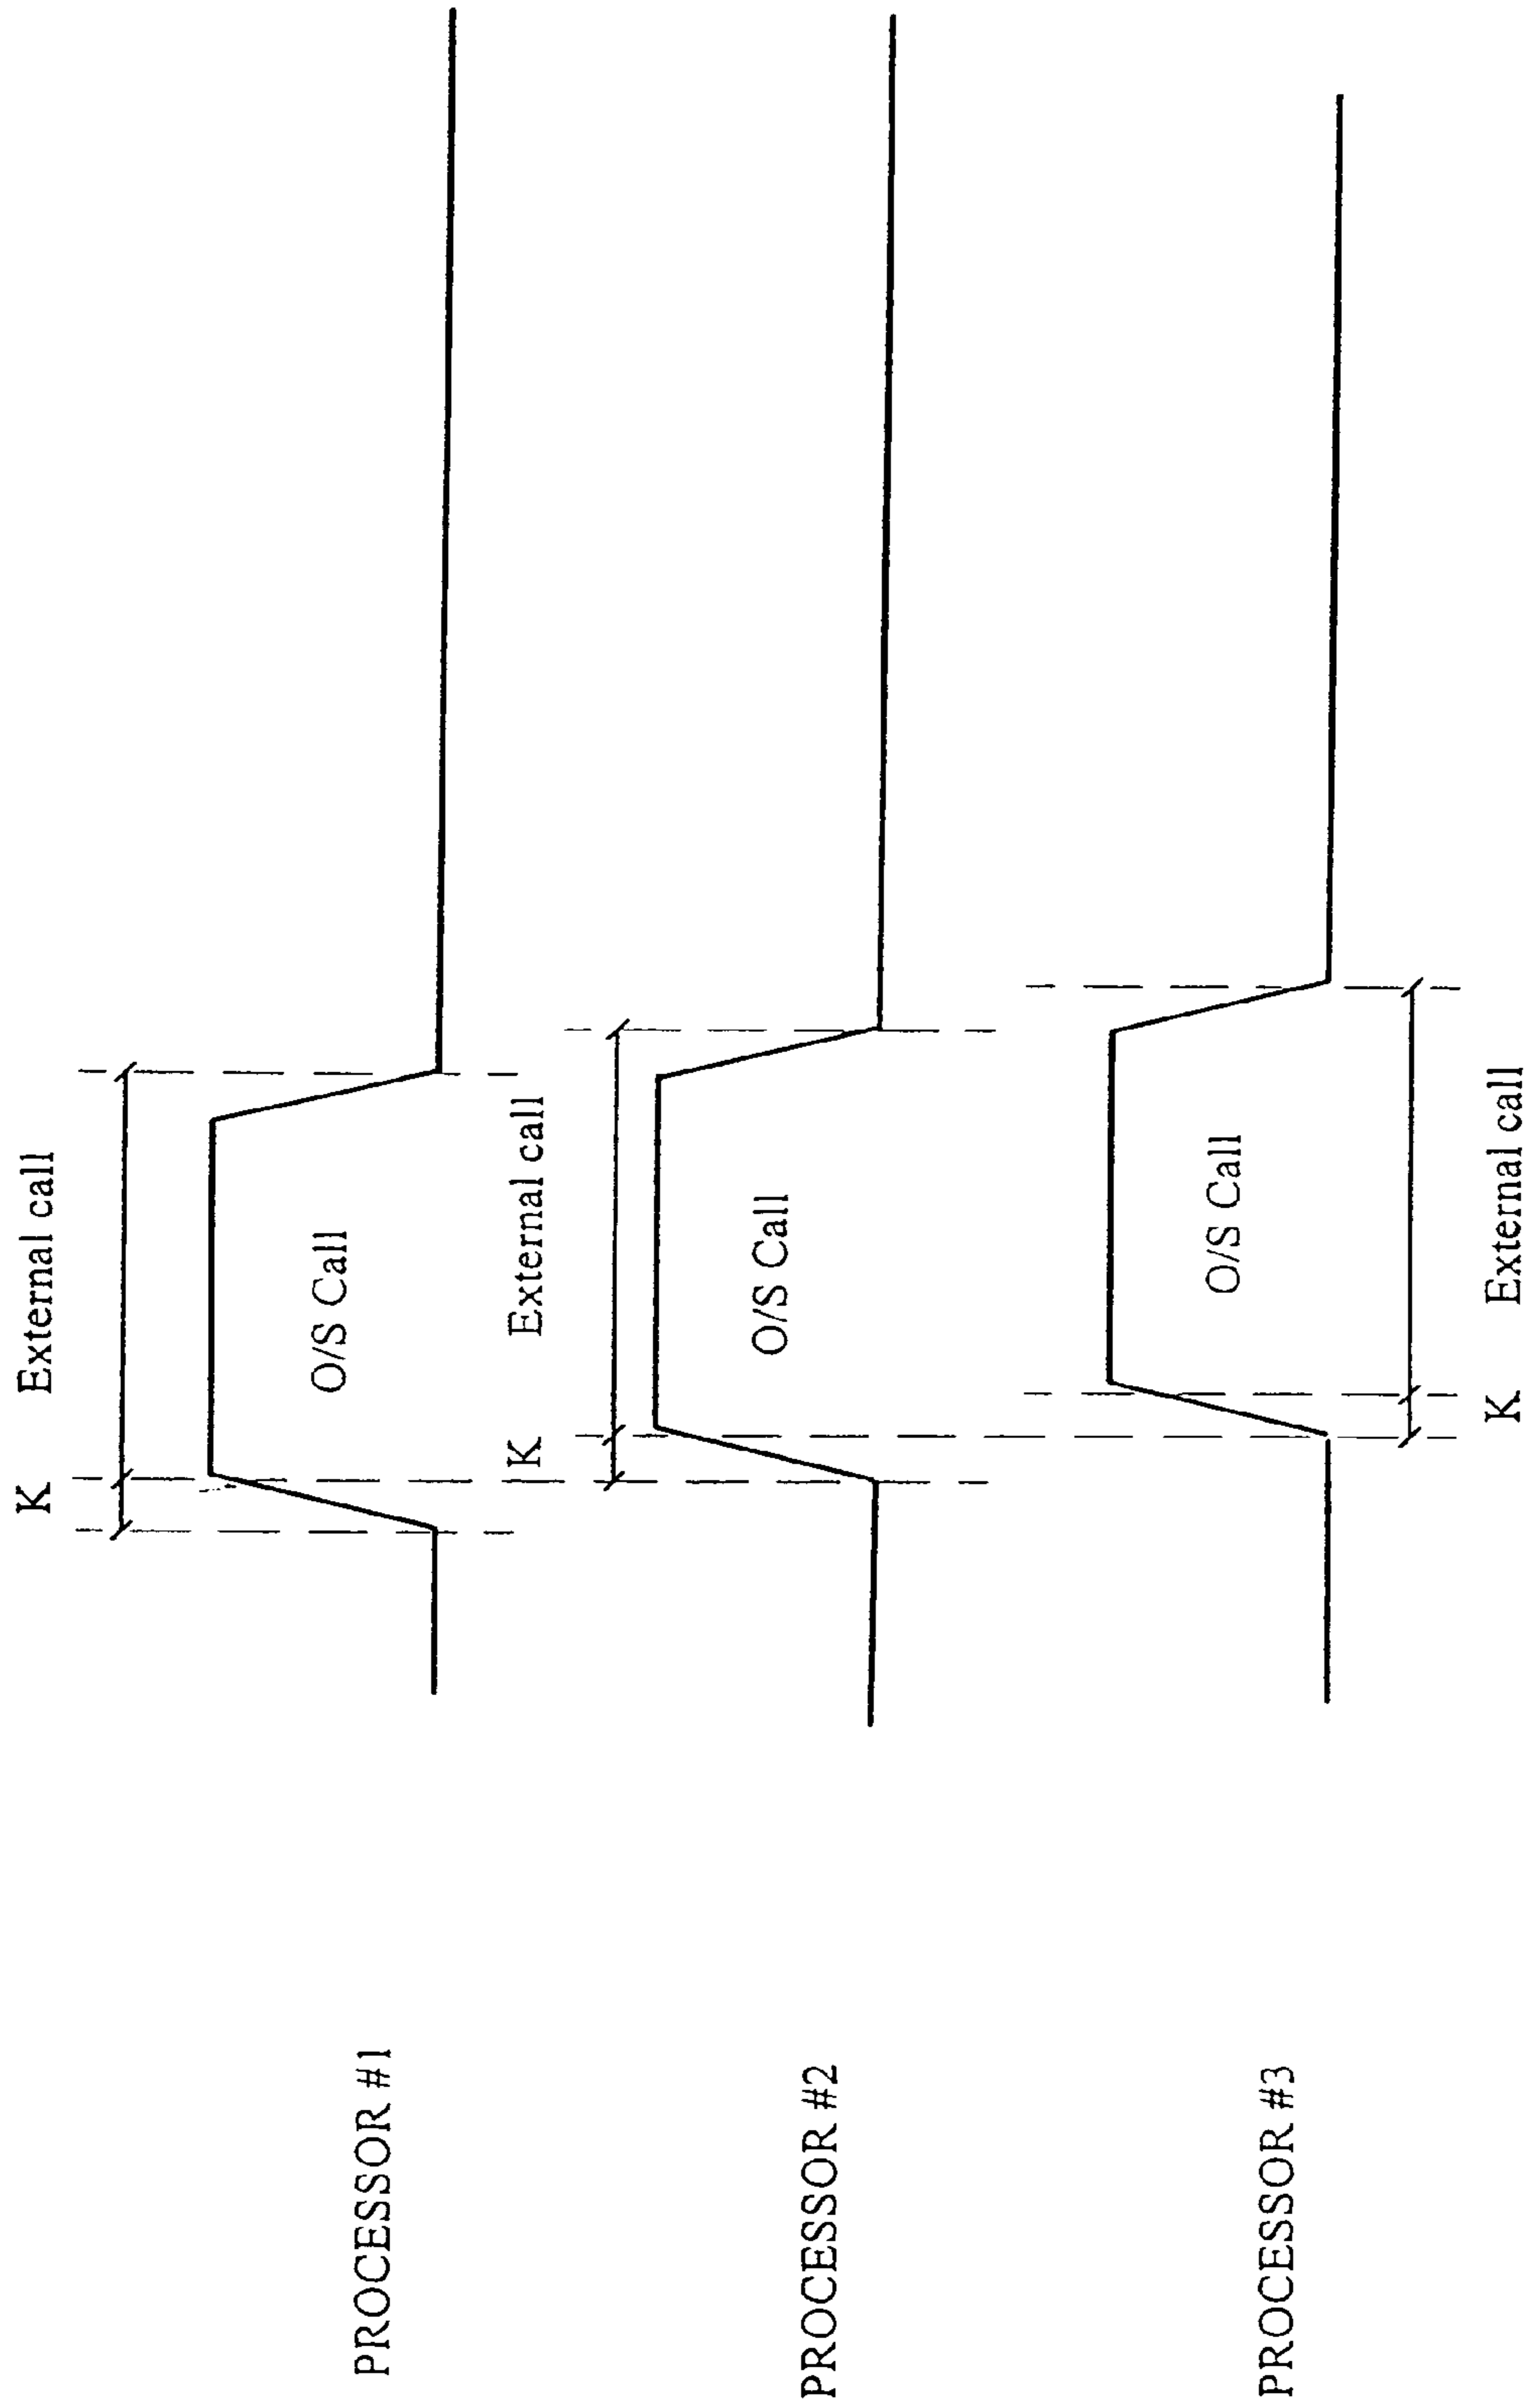 K External call
O/S Call
PROCESSOR #1
K External call
O/S Call
PROCESSOR #2
O/S Call
PROCESSOR #3
K External call